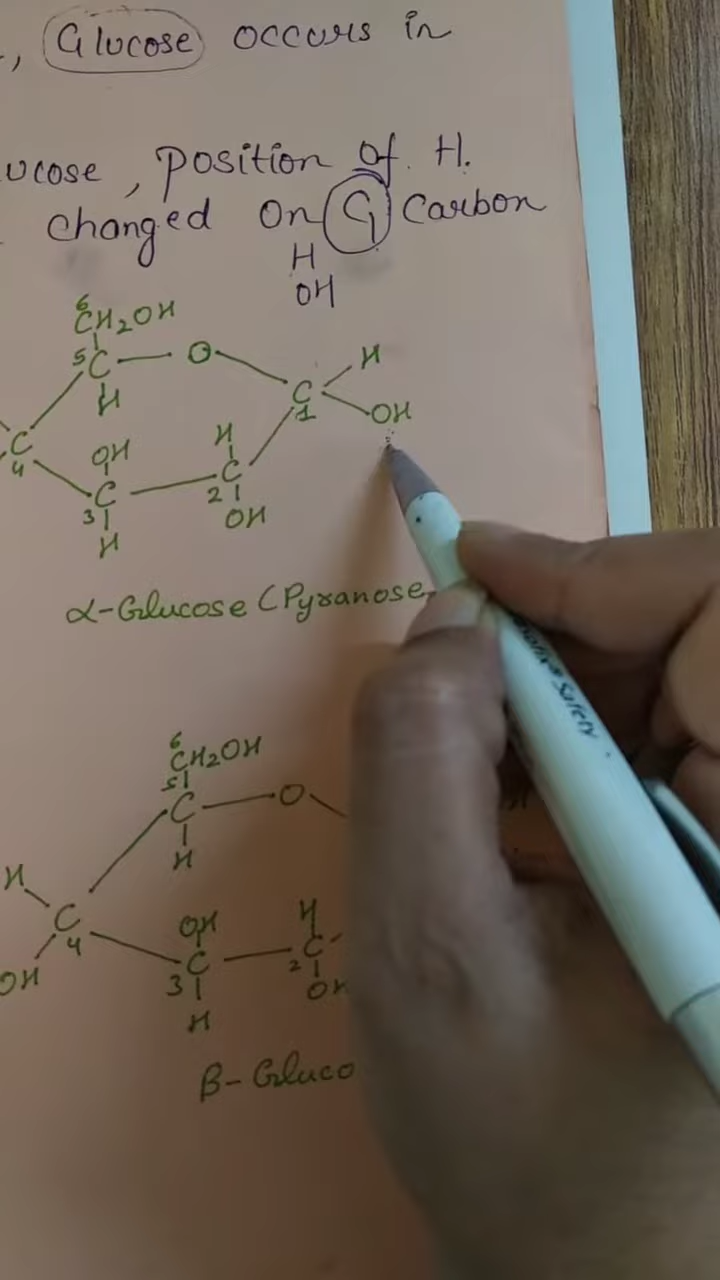 , Glucose occurs in
ucose, position of H.
changed on C1 Carbon
H
OH
6
CH2OH
5 C O H
H C
1
OH
C
4
OH H
C C
3 2
H OH
α-Glucose (Pyranose
6
CH2OH
5
C O
H
H
C
4
OH
OH H
C C
3 2
H OH
β-Gluco
Safety